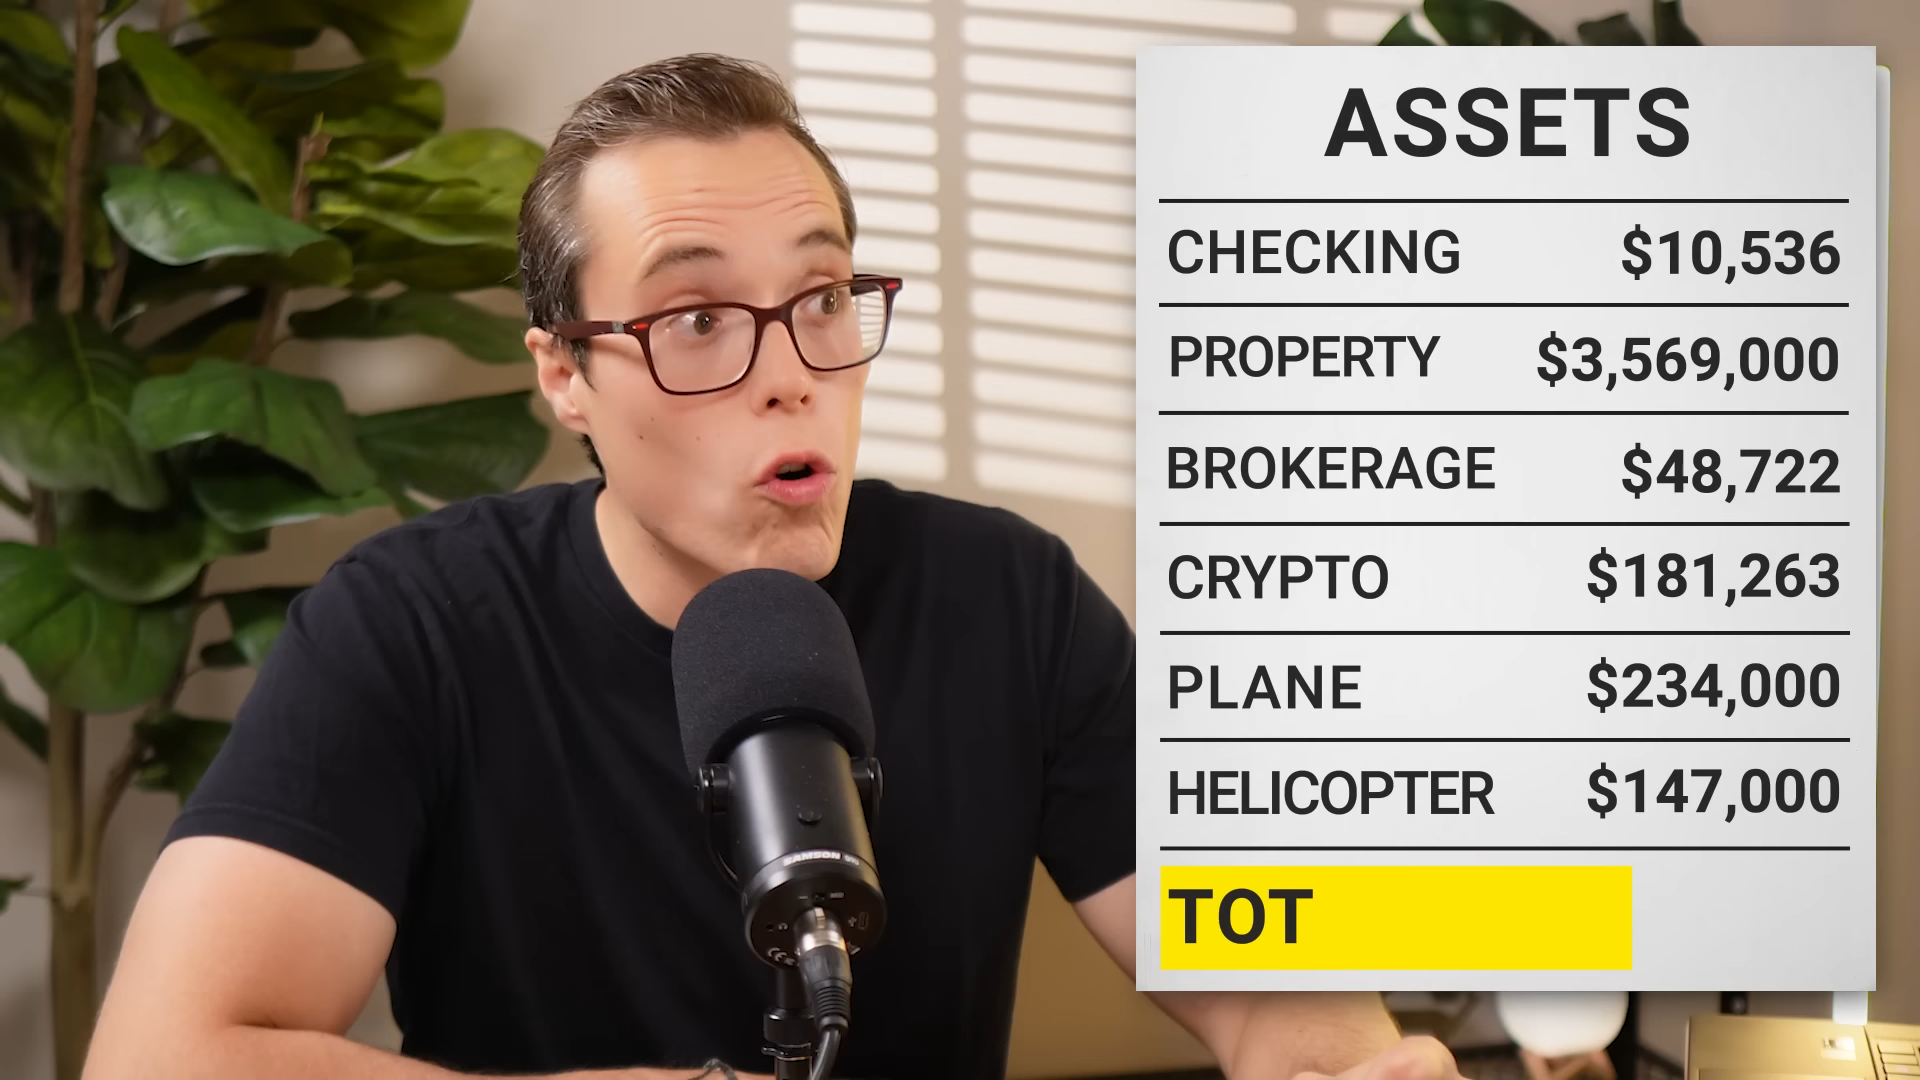 ASSETS
CHECKING $10,536
PROPERTY $3,569,000
BROKERAGE $48,722
CRYPTO $181,263
PLANE $234,000
HELICOPTER $147,000
TOT
SAMSON